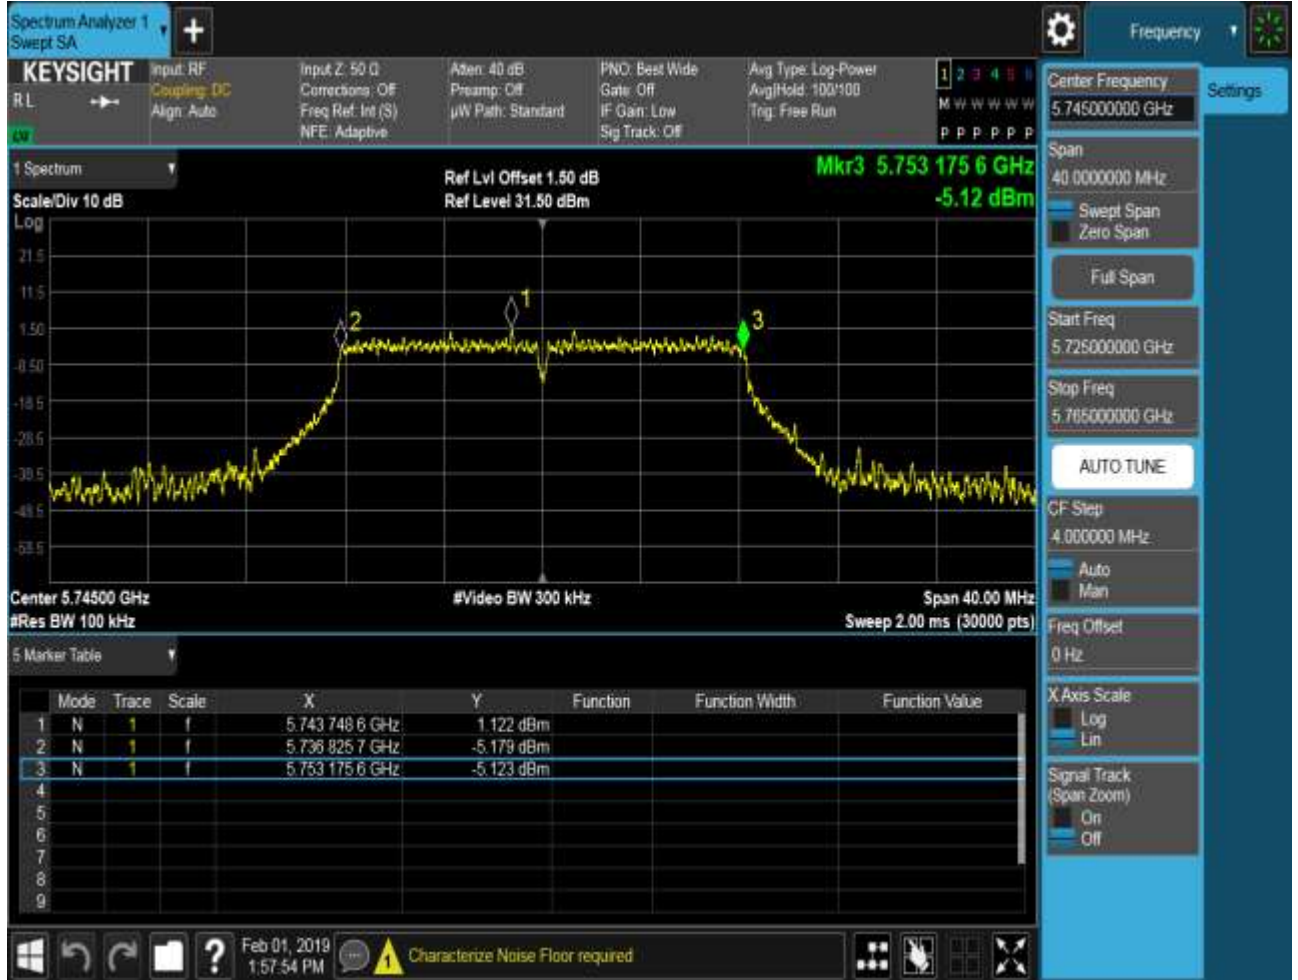 Spectrum Analyzer 1
Swept SA
Frequency
KEYSIGHT
RL
Input: RF
Coupling: DC
Align: Auto
Input Z: 50 Ω
Corrections: Off
Freq Ref: Int (S)
NFE: Adaptive
Atten: 40 dB
Preamp: Off
µW Path: Standard
PNO: Best Wide
Gate: Off
IF Gain: Low
Sig Track: Off
Avg Type: Log-Power
Avg|Hold: 100/100
Trig: Free Run
1 2 3 4 5 6
M W W W W W
P P P P P P
1 Spectrum
Scale/Div 10 dB
Ref Lvl Offset 1.50 dB
Ref Level 31.50 dBm
Mkr3 5.753 175 6 GHz
-5.12 dBm
Log
21.5
11.5
1.50
-8.50
-18.5
-28.5
-38.5
-48.5
-58.5
1
2
3
Center 5.74500 GHz
#Res BW 100 kHz
#Video BW 300 kHz
Span 40.00 MHz
Sweep 2.00 ms (30000 pts)
5 Marker Table
Mode Trace Scale X Y Function Function Width Function Value
1 N 1 f 5.743 748 6 GHz 1.122 dBm
2 N 1 f 5.736 825 7 GHz -5.179 dBm
3 N 1 f 5.753 175 6 GHz -5.123 dBm
4
5
6
7
8
9
Center Frequency
5.745000000 GHz
Settings
Span
40.0000000 MHz
Swept Span
Zero Span
Full Span
Start Freq
5.725000000 GHz
Stop Freq
5.765000000 GHz
AUTO TUNE
CF Step
4.000000 MHz
Auto
Man
Freq Offset
0 Hz
X Axis Scale
Log
Lin
Signal Track
(Span Zoom)
On
Off
?
Feb 01, 2019
1:57:54 PM
1
Characterize Noise Floor required